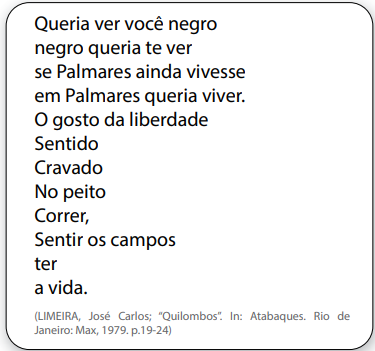 Queria ver você negro
negro queria te ver
se Palmares ainda vivesse
em Palmares queria viver.
O gosto da liberdade
Sentido
Cravado
No peito
Correr,
Sentir os campos
ter
a vida.
(LIMEIRA, José Carlos; “Quilombos”. In: Atabaques. Rio de
Janeiro: Max, 1979. p.19-24)